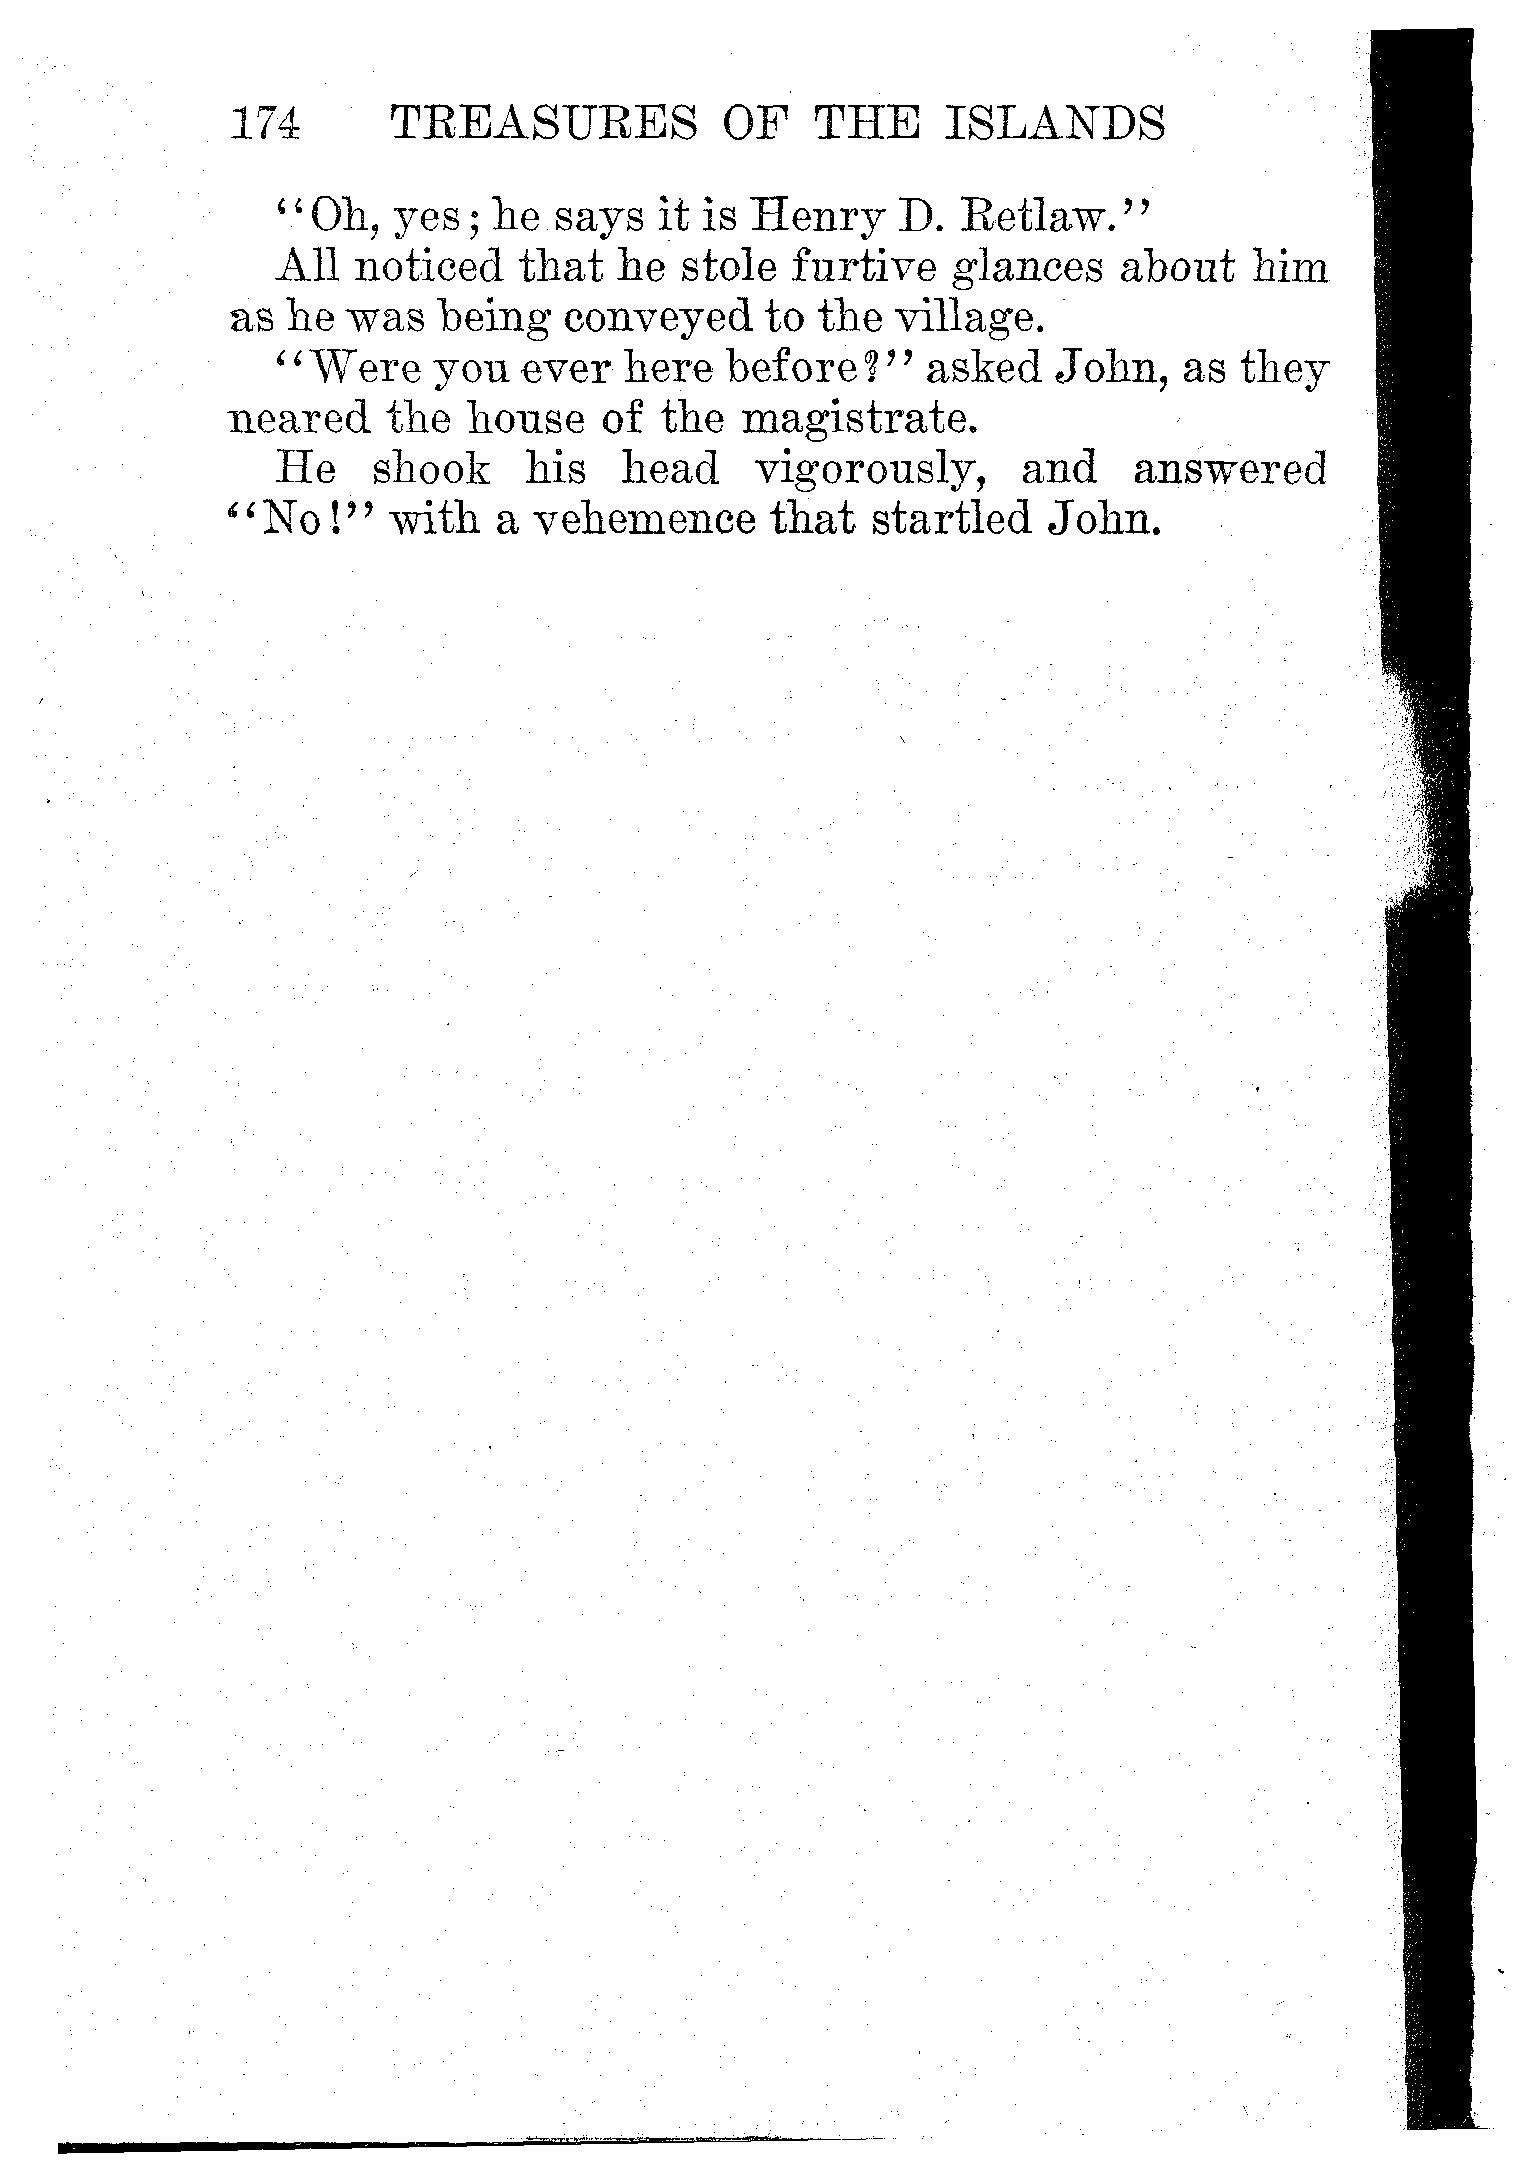 174 TREASURES OF THE ISLANDS
"Oh, yes; he says it is Henry D. Retlaw."
All noticed that he stole furtive glances about him
as he was being conveyed to the village.
"Were you ever here before?" asked John, as they
neared the house of the magistrate.
He shook his head vigorously, and answered
"No!" with a vehemence that startled John.